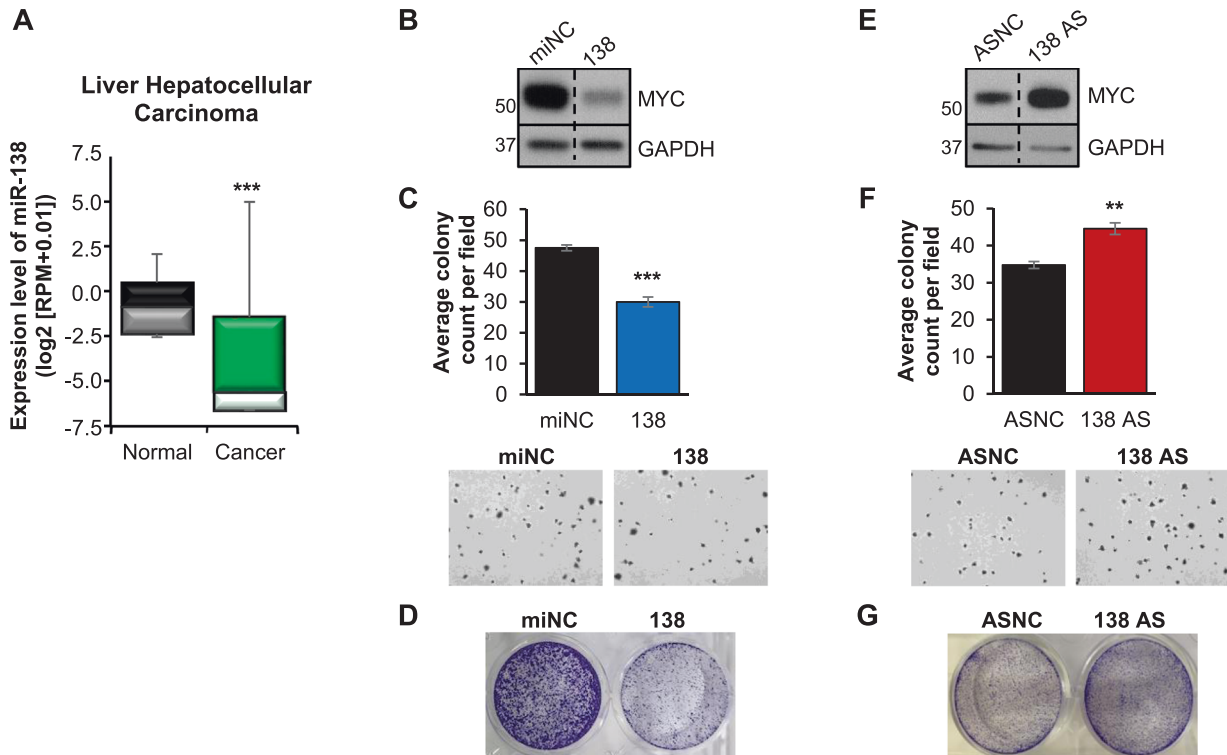 A
Liver Hepatocellular
Carcinoma
Expression level of miR-138
(log2 [RPM+0.01])
7.5
5.0
2.5
0.0
-2.5
-5.0
-7.5
***
Normal
Cancer
B
miNC
138
50
MYC
37
GAPDH
C
Average colony
count per field
60
50
40
30
20
10
0
***
miNC
138
miNC
138
D
miNC
138
E
ASNC
138 AS
50
MYC
37
GAPDH
F
Average colony
count per field
50
40
30
20
10
0
**
ASNC
138 AS
ASNC
138 AS
G
ASNC
138 AS